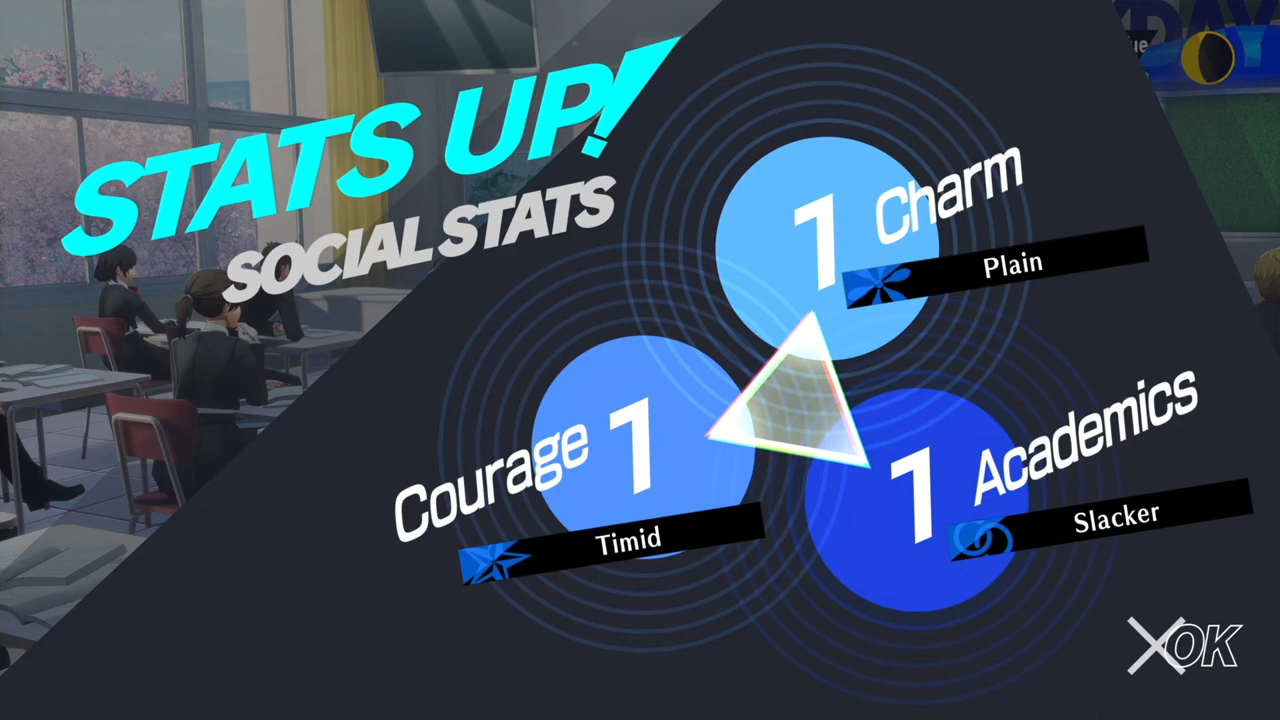 STATS UP!
SOCIAL STATS
1 Charm
Plain
Courage 1
Timid
1 Academics
Slacker
OK